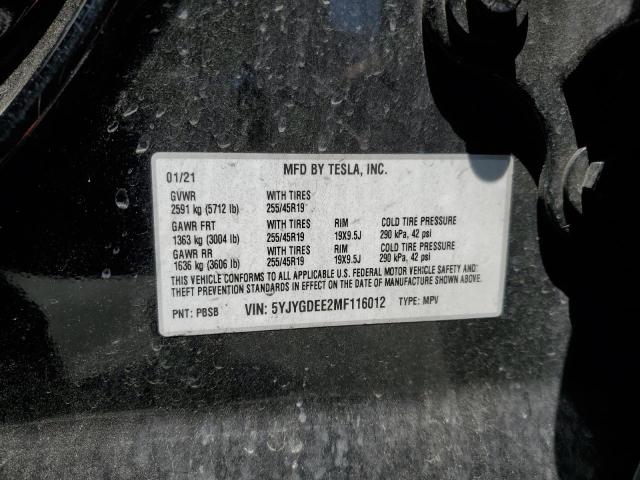 01/21 MFD BY TESLA, INC.
GVWR WITH TIRES
2591 kg (5712 lb) 255/45R19
GAWR FRT WITH TIRES RIM COLD TIRE PRESSURE
1363 kg (3004 lb) 255/45R19 19X9.5J 290 kPa, 42 psi
GAWR RR WITH TIRES RIM COLD TIRE PRESSURE
1636 kg (3606 lb) 255/45R19 19X9.5J 290 kPa, 42 psi
THIS VEHICLE CONFORMS TO ALL APPLICABLE U.S. FEDERAL MOTOR VEHICLE SAFETY AND
THEFT PREVENTION STANDARDS IN EFFECT ON THE DATE OF MANUFACTURE SHOWN ABOVE.
PNT: PBSB VIN: 5YJYGDEE2MF116012 TYPE: MPV